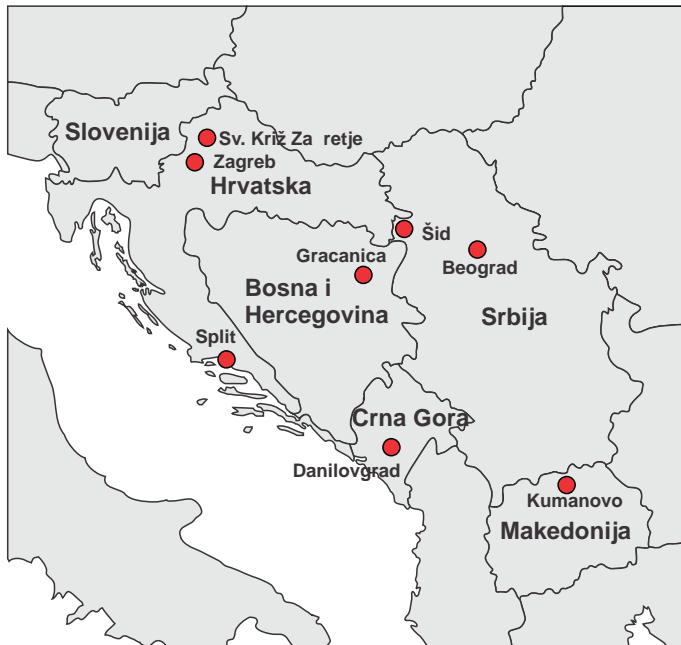 Slovenija
Sv. Križ Za retje
Zagreb
Hrvatska
Šid
Gracanica
Beograd
Bosna i
Hercegovina
Srbija
Split
Crna Gora
Danilovgrad
Kumanovo
Makedonija